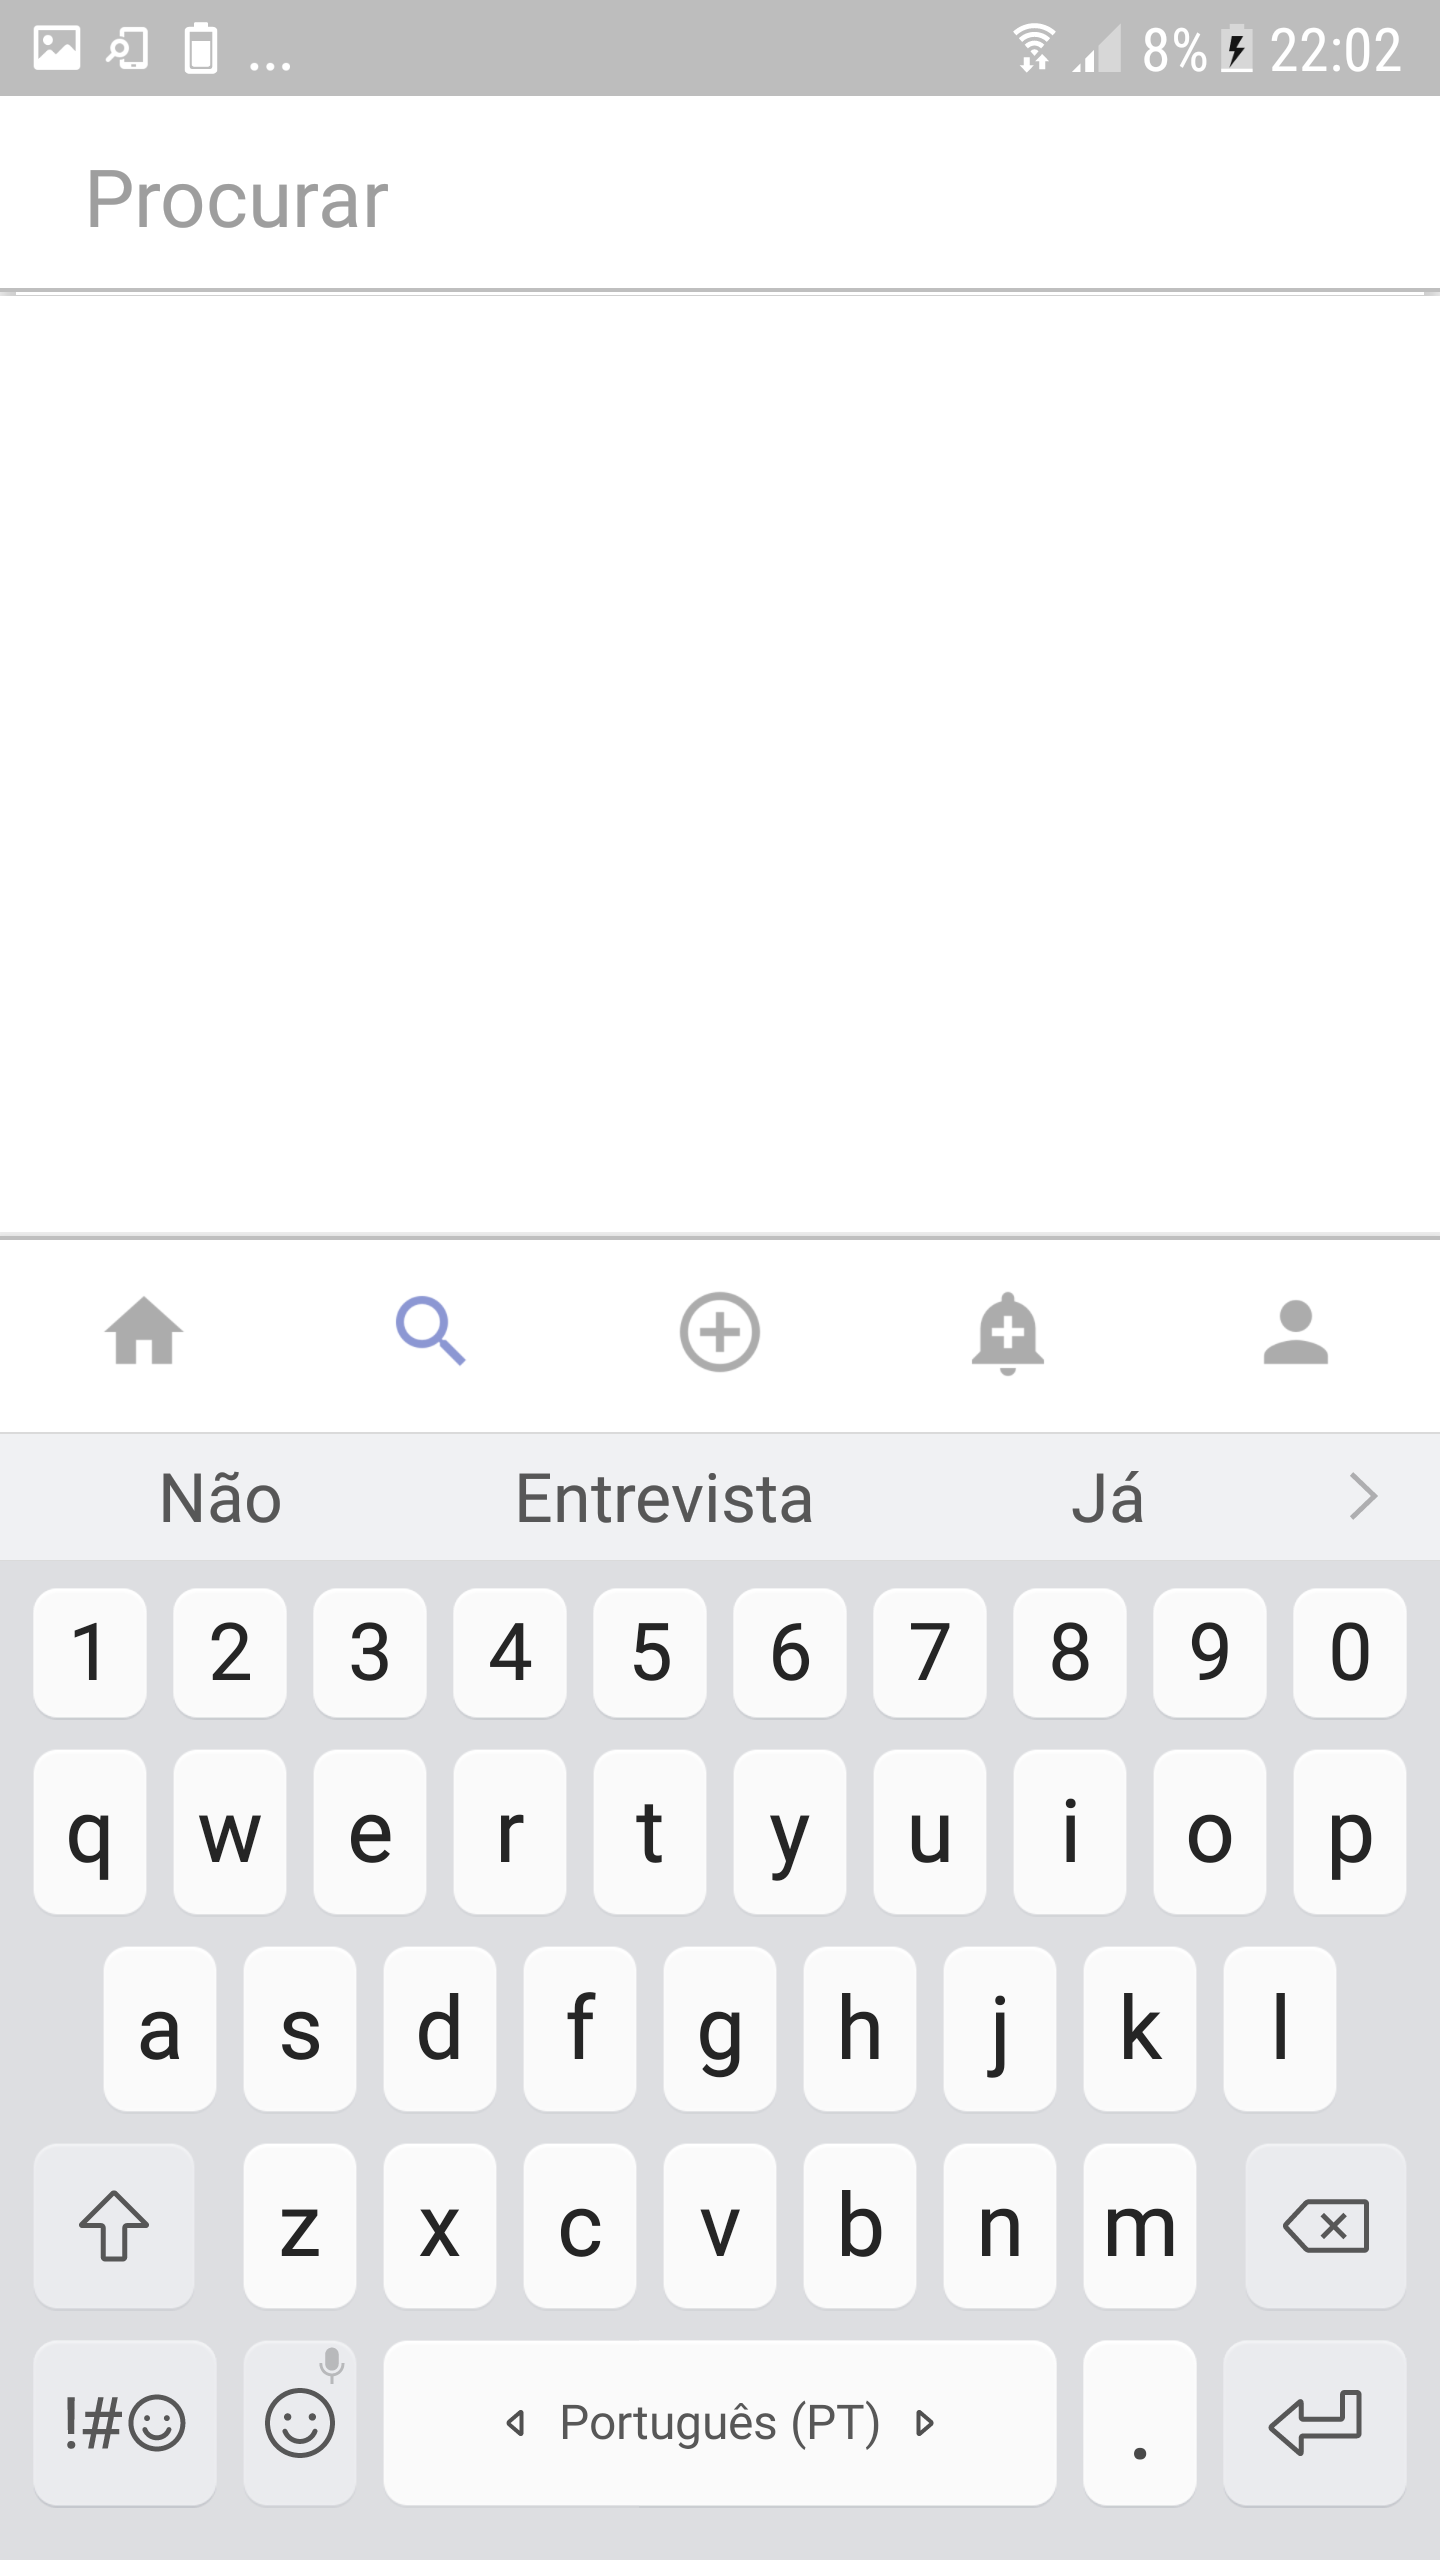 ... 8% 22:02
Procurar
Não Entrevista Já
1 2 3 4 5 6 7 8 9 0
q w e r t y u i o p
a s d f g h j k l
z x c v b n m
!#☺ Português (PT) .